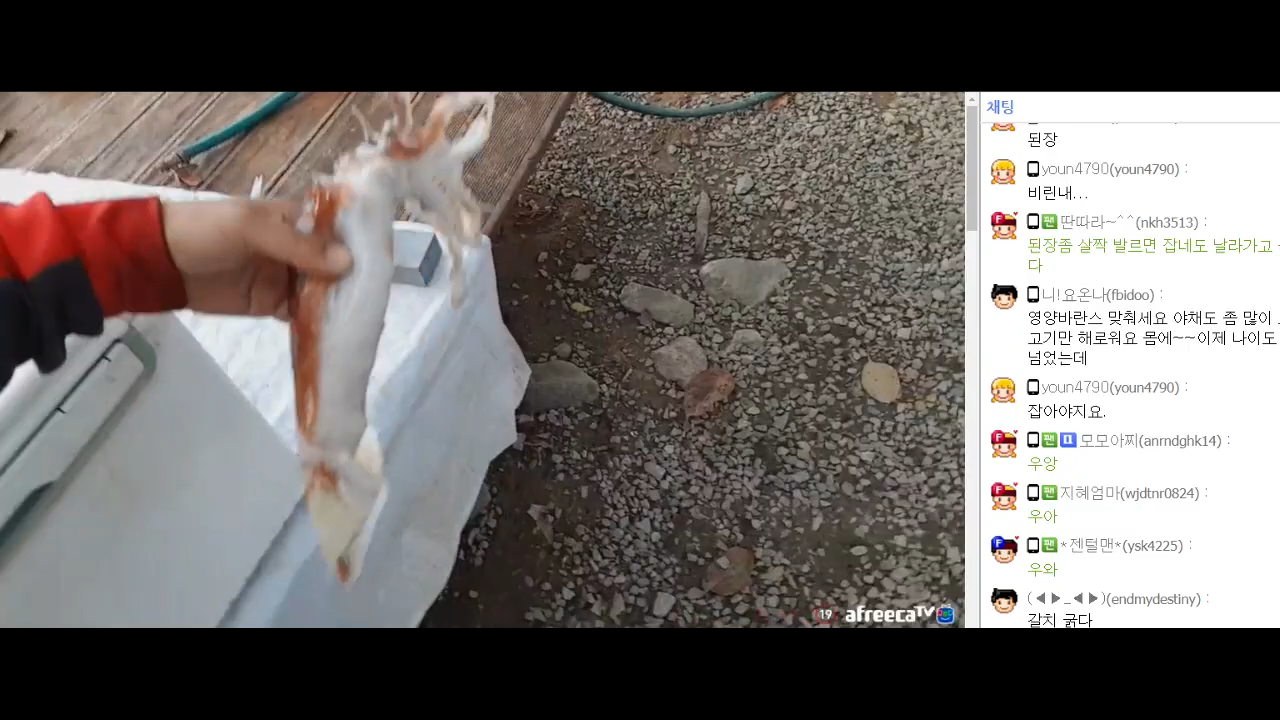 채팅
된장
youn4790(youn4790) :
비린내...
팬 딴따라~^^(nkh3513) :
된장좀 살짝 발르면 잡네도 날라가고
다
니!요온나(fbidoo) :
영양바란스 맞춰세요 야채도 좀 많이
고기만 해로워요 몸에~~이제 나이도
넘었는데
youn4790(youn4790) :
잡아야지요.
팬 모모아찌(anrndghk14) :
우앙
팬 지혜엄마(wjdtnr0824) :
우아
팬 *젠털맨*(ysk4225) :
우와
(◀▶_◀▶)(endmydestiny) :
갈치 굵다
19 afreecaTV